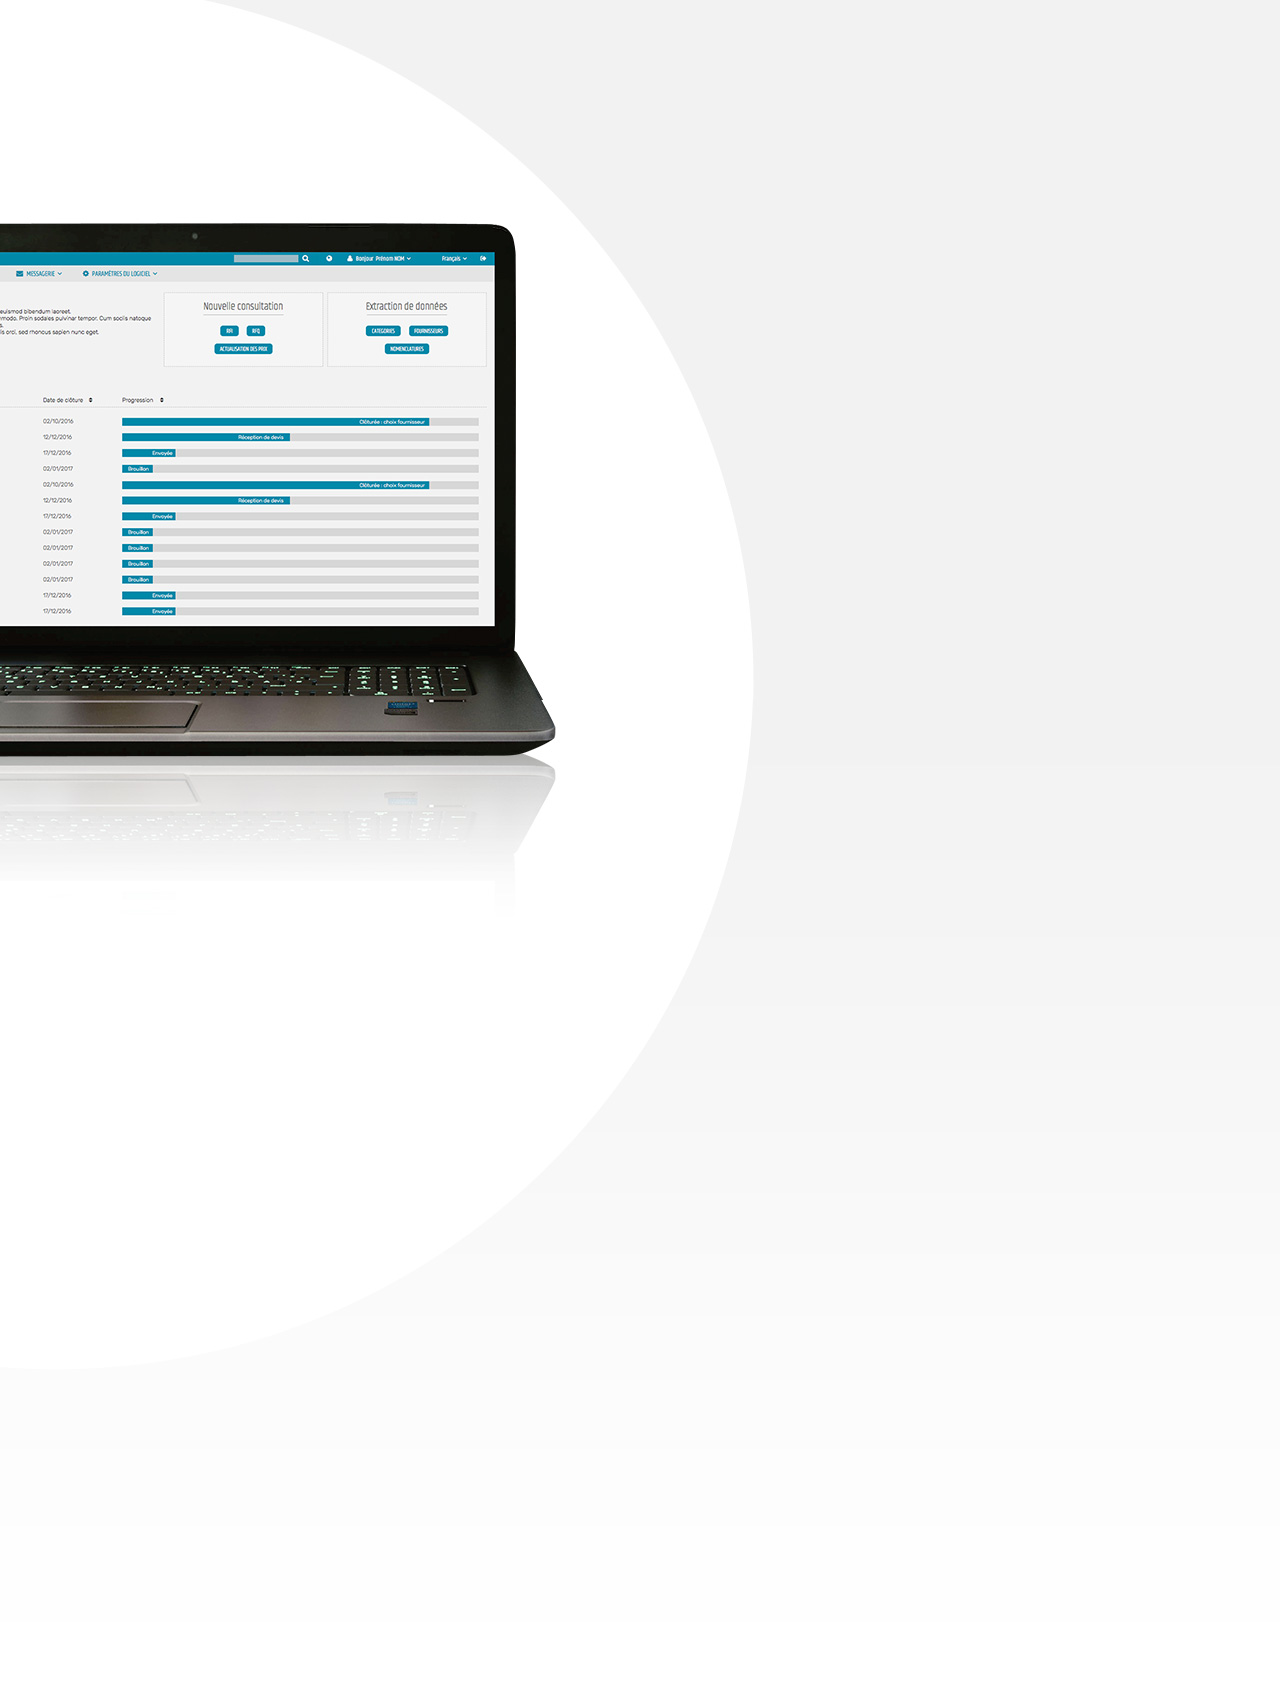 Bonjour Prénom NOM
Français
MESSAGERIE
PARAMÈTRES DU LOGICIEL
euismod bibendum laoreet.
mmodo. Proin sodales pulvinar tempor. Cum sociis natoque
s.
is orci, sed rhoncus sapien nunc eget.
Nouvelle consultation
RFI
RFQ
ACTUALISATION DES PRIX
Extraction de données
CATEGORIES
FOURNISSEURS
NOMENCLATURES
Date de clôture
Progression
02/10/2016
Clôturée : choix fournisseur
12/12/2016
Réception de devis
17/12/2016
Envoyée
02/01/2017
Brouillon
02/10/2016
Clôturée : choix fournisseur
12/12/2016
Réception de devis
17/12/2016
Envoyée
02/01/2017
Brouillon
02/01/2017
Brouillon
02/01/2017
Brouillon
02/01/2017
Brouillon
17/12/2016
Envoyée
17/12/2016
Envoyée